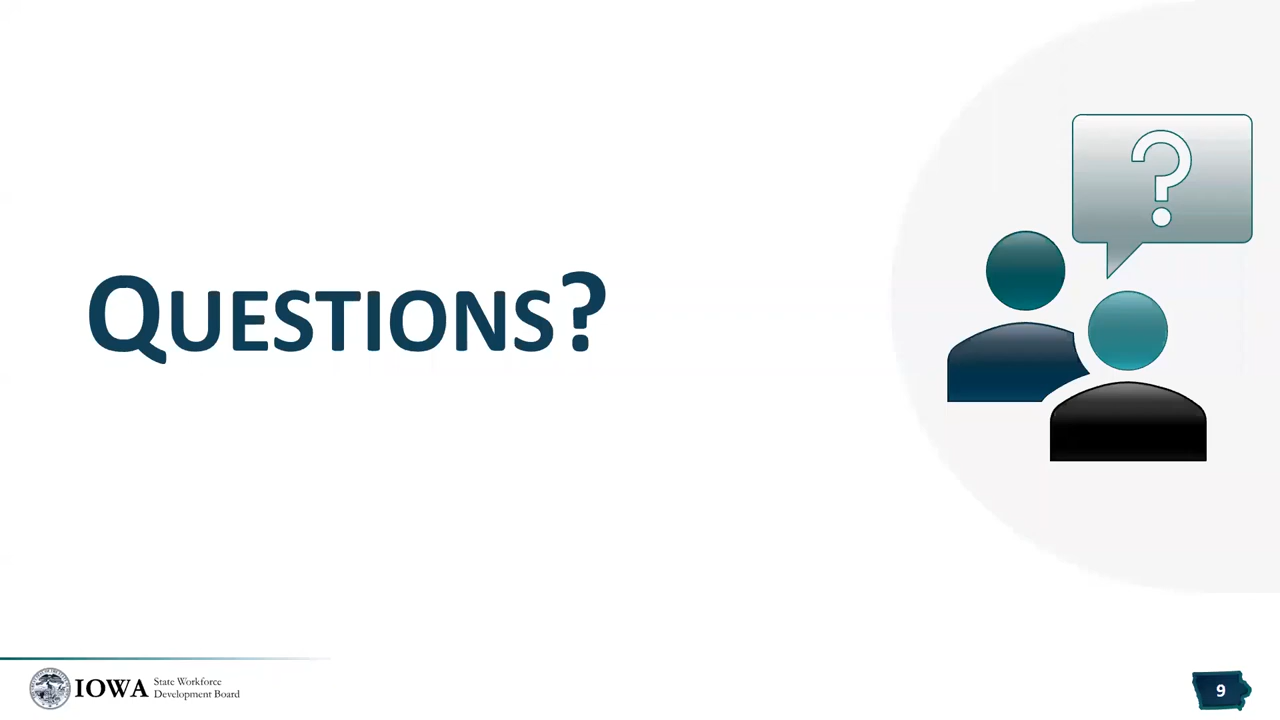 QUESTIONS?
?
IOWA State Workforce
Development Board
9